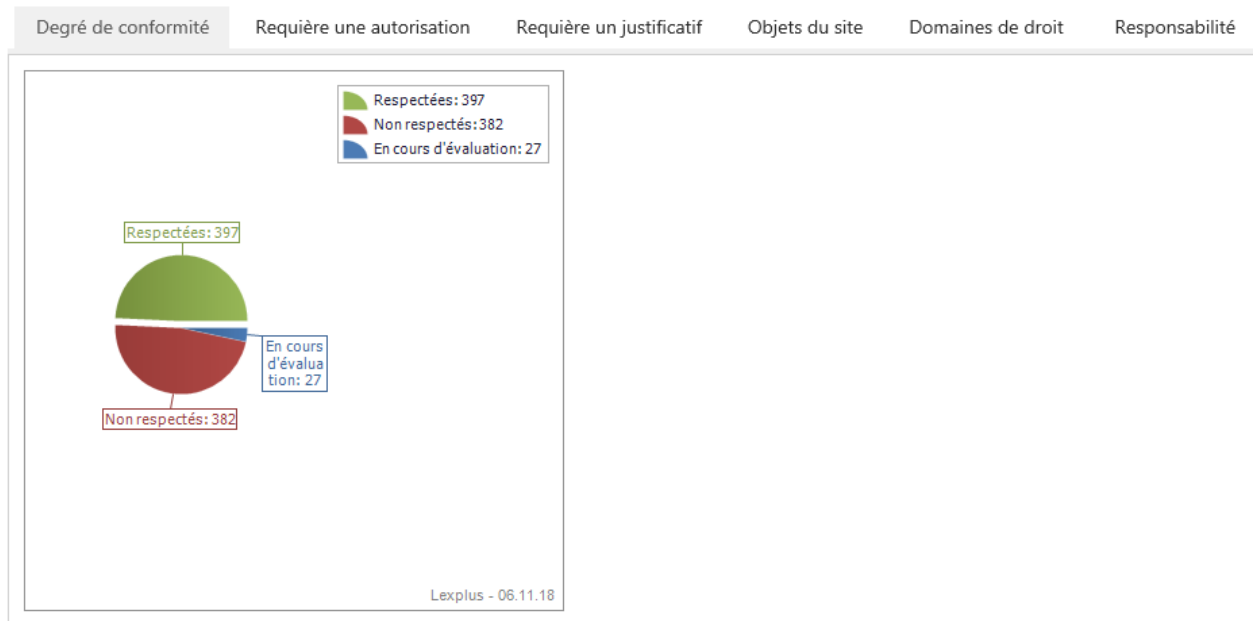 Degré de conformité Requière une autorisation Requière un justificatif Objets du site Domaines de droit Responsabilité
Respectées: 397
Non respectés: 382
En cours d'évaluation: 27
Respectées: 397
En cours
d'évalua
tion: 27
Non respectés: 382
Lexplus - 06.11.18